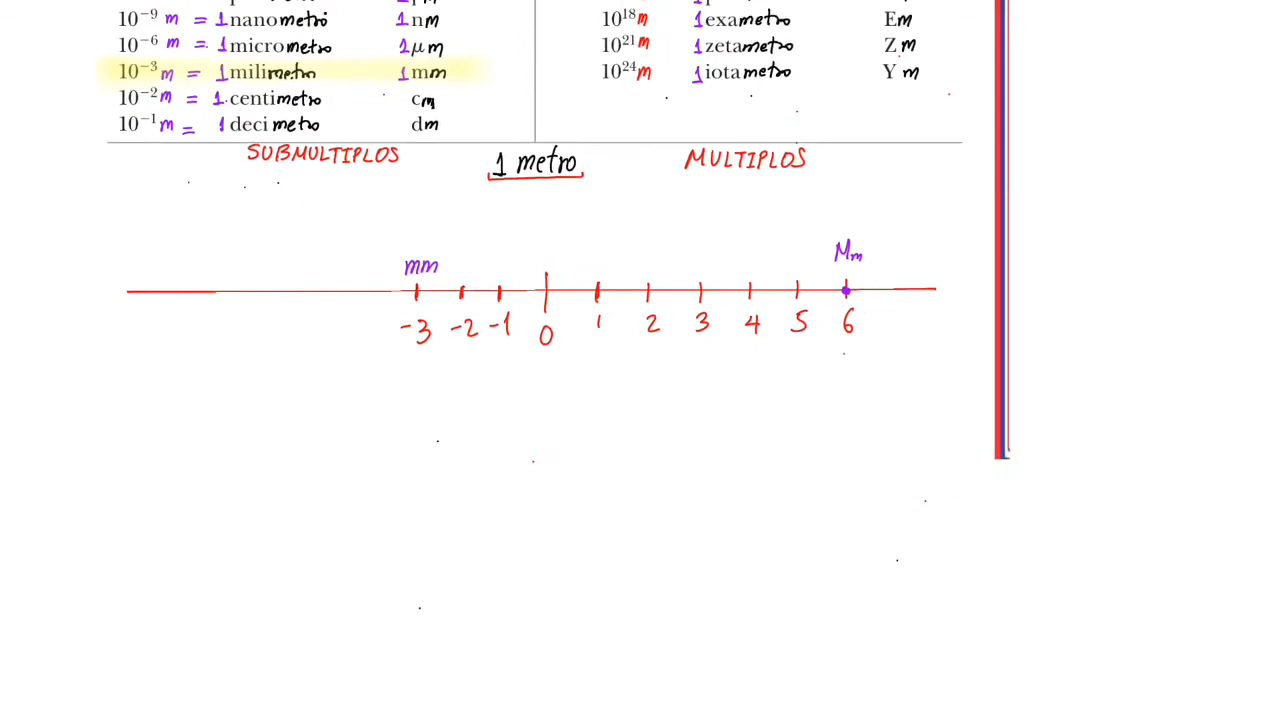 10⁻⁹ m = 1 nanometro 1 nm 10¹⁸ m 1 exametro Em
10⁻⁶ m = 1 micrometro 1 μm 10²¹ m 1 zetametro Zm
10⁻³ m = 1 milimetro 1 mm 10²⁴ m 1 iotametro Ym
10⁻² m = 1 centimetro cm
10⁻¹ m = 1 decimetro dm
SUBMULTIPLOS 1 metro MULTIPLOS
mm Mm
-3 -2 -1 0 1 2 3 4 5 6